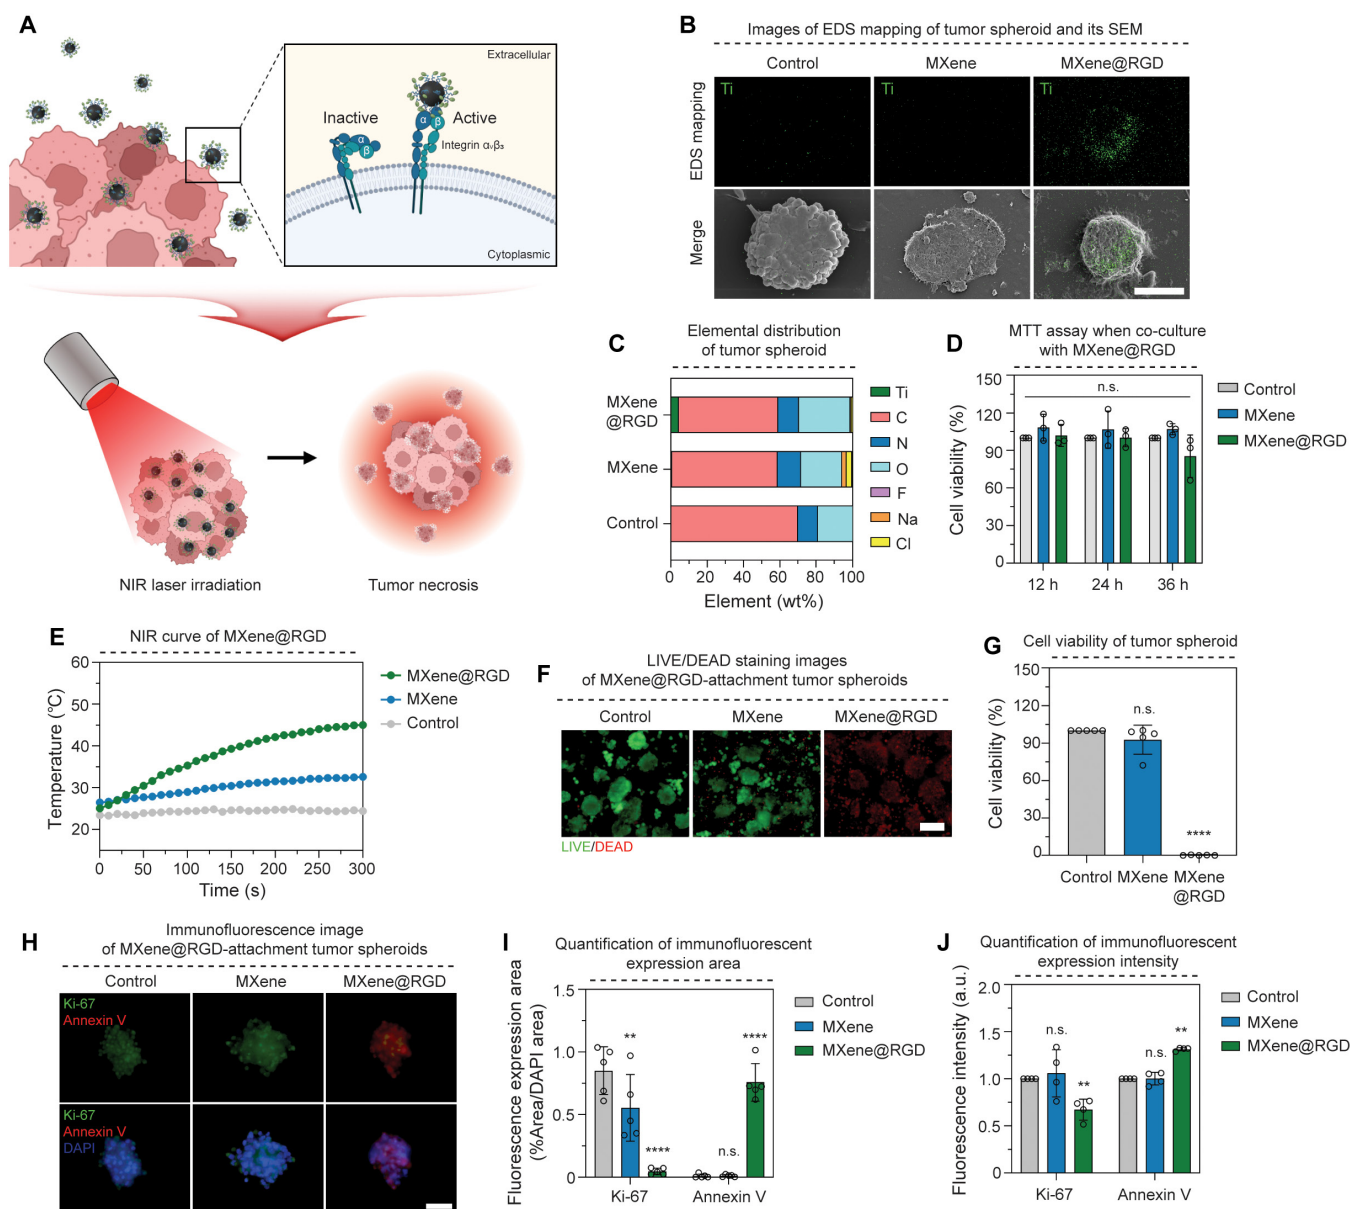 A
Extracellular
Inactive
Active
α
β
α
β
Integrin αvβ3
Cytoplasmic
NIR laser irradiation
Tumor necrosis
B
Images of EDS mapping of tumor spheroid and its SEM
Control
MXene
MXene@RGD
EDS mapping
Ti
Ti
Ti
Merge
C
Elemental distribution
of tumor spheroid
MXene
@RGD
MXene
Control
0
20
40
60
80
100
Element (wt%)
Ti
C
N
O
F
Na
Cl
D
MTT assay when co-culture
with MXene@RGD
Cell viability (%)
150
120
90
60
30
0
n.s.
12 h
24 h
36 h
Control
MXene
MXene@RGD
E
NIR curve of MXene@RGD
Temperature (°C)
60
50
40
30
20
0
50
100
150
200
250
300
Time (s)
MXene@RGD
MXene
Control
F
LIVE/DEAD staining images
of MXene@RGD-attachment tumor spheroids
Control
MXene
MXene@RGD
LIVE/DEAD
G
Cell viability of tumor spheroid
Cell viability (%)
150
120
90
60
30
0
n.s.
****
Control
MXene
MXene
@RGD
H
Immunofluorescence image
of MXene@RGD-attachment tumor spheroids
Control
MXene
MXene@RGD
Ki-67
Annexin V
Ki-67
Annexin V
DAPI
I
Quantification of immunofluorescent
expression area
Fluorescence expression area
(%Area/DAPI area)
1.5
1.0
0.5
0
**
****
n.s.
****
Ki-67
Annexin V
Control
MXene
MXene@RGD
J
Quantification of immunofluorescent
expression intensity
Fluorescence intensity (a.u.)
2.0
1.5
1.0
0.5
0
n.s.
**
n.s.
**
Ki-67
Annexin V
Control
MXene
MXene@RGD